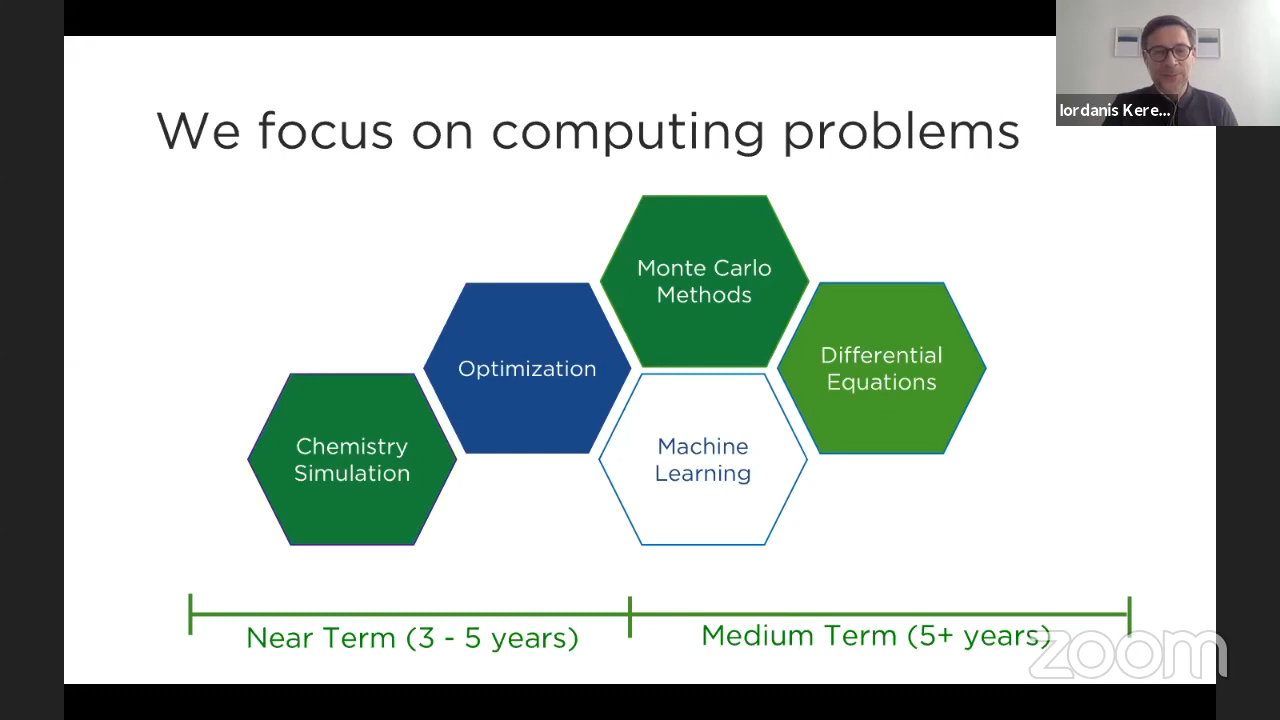 We focus on computing problems
Iordanis Kere...
Monte Carlo
Methods
Optimization
Differential
Equations
Chemistry
Simulation
Machine
Learning
Near Term (3 - 5 years)
Medium Term (5+ years)
zoom